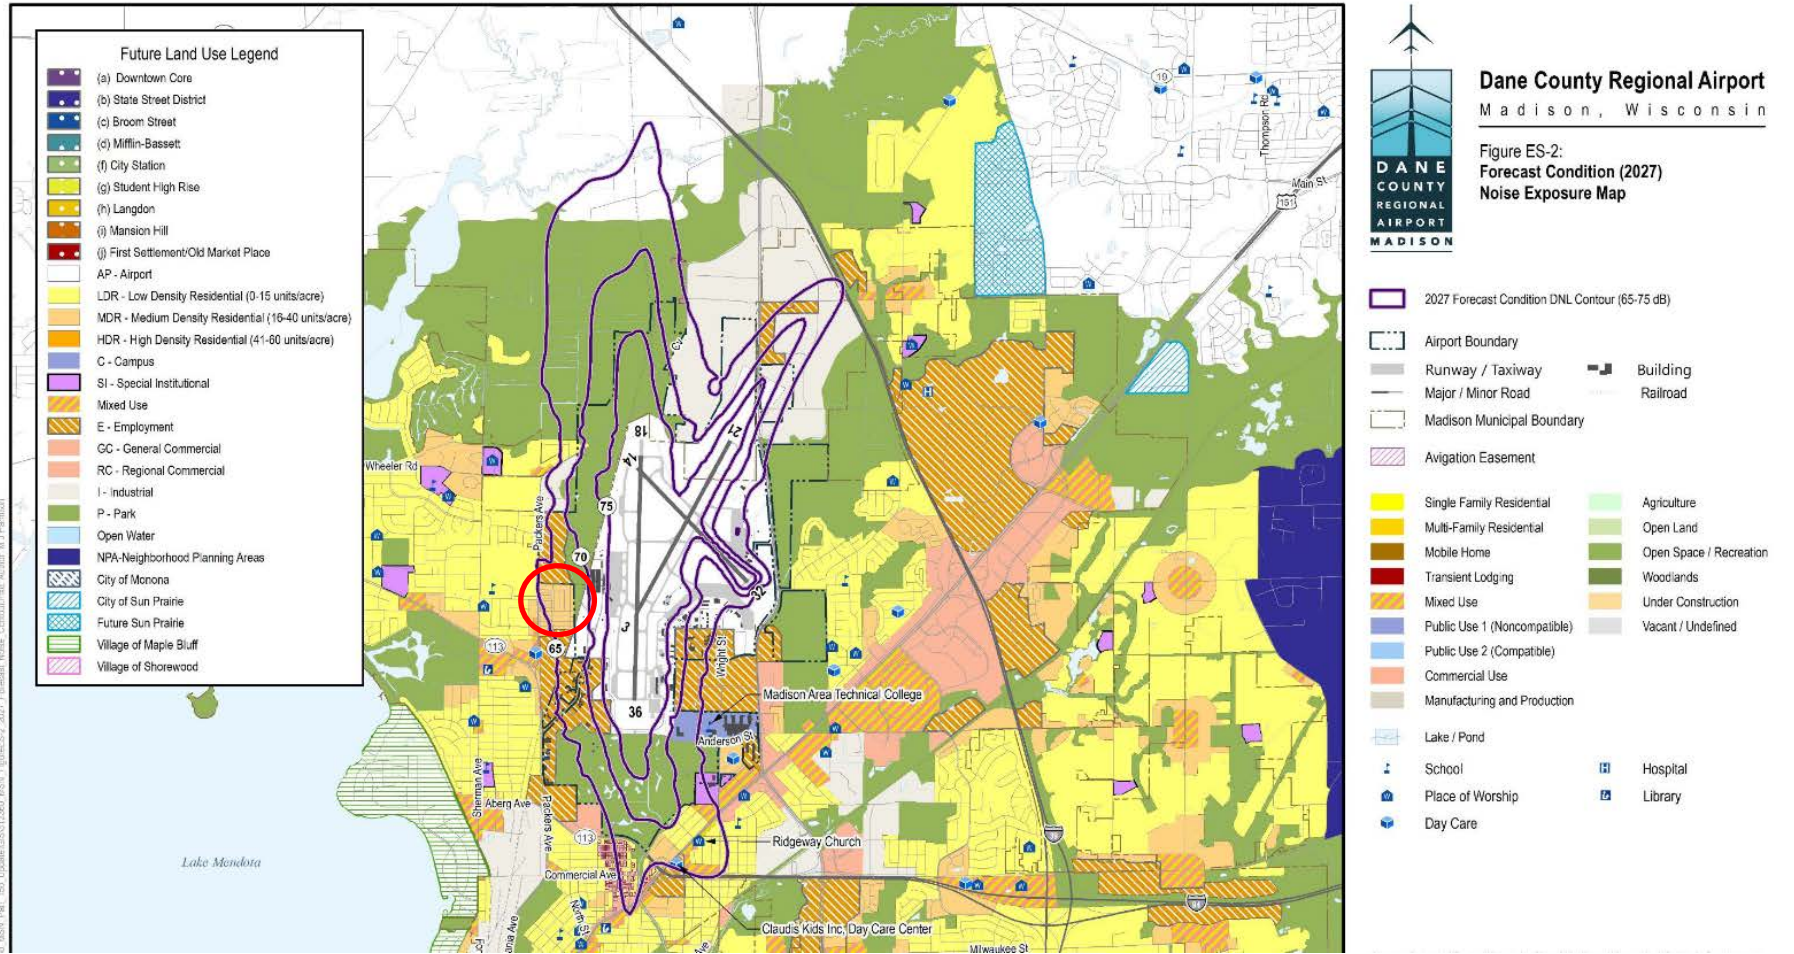 Future Land Use Legend
(a) Downtown Core
(b) State Street District
(c) Broom Street
(d) Mifflin-Bassett
(f) City Station
(g) Student High Rise
(h) Langdon
(i) Mansion Hill
(j) First Settlement/Old Market Place
AP - Airport
LDR - Low Density Residential (0-15 units/acre)
MDR - Medium Density Residential (16-40 units/acre)
HDR - High Density Residential (41-60 units/acre)
C - Campus
SI - Special Institutional
Mixed Use
E - Employment
GC - General Commercial
RC - Regional Commercial
I - Industrial
P - Park
Open Water
NPA-Neighborhood Planning Areas
City of Monona
City of Sun Prairie
Future Sun Prairie
Village of Maple Bluff
Village of Shorewood
19
Thompson Rd
Main St
151
CV
18
14
21
Wheeler Rd
Packers Ave
75
70
32
3
113
65
Wright St
36
Madison Area Technical College
Anderson St
Sherman Ave
Aberg Ave
Packers Ave
113
Ridgeway Church
Commercial Ave
Lake Mendota
North St
Claudis Kids Inc, Day Care Center
Milwaukee St
Ave
DANE
COUNTY
REGIONAL
AIRPORT
MADISON
Dane County Regional Airport
Madison, Wisconsin
Figure ES-2:
Forecast Condition (2027)
Noise Exposure Map
2027 Forecast Condition DNL Contour (65-75 dB)
Airport Boundary
Runway / Taxiway
Building
Major / Minor Road
Railroad
Madison Municipal Boundary
Avigation Easement
Single Family Residential
Agriculture
Multi-Family Residential
Open Land
Mobile Home
Open Space / Recreation
Transient Lodging
Woodlands
Mixed Use
Under Construction
Public Use 1 (Noncompatible)
Vacant / Undefined
Public Use 2 (Compatible)
Commercial Use
Manufacturing and Production
Lake / Pond
School
Hospital
Place of Worship
Library
Day Care